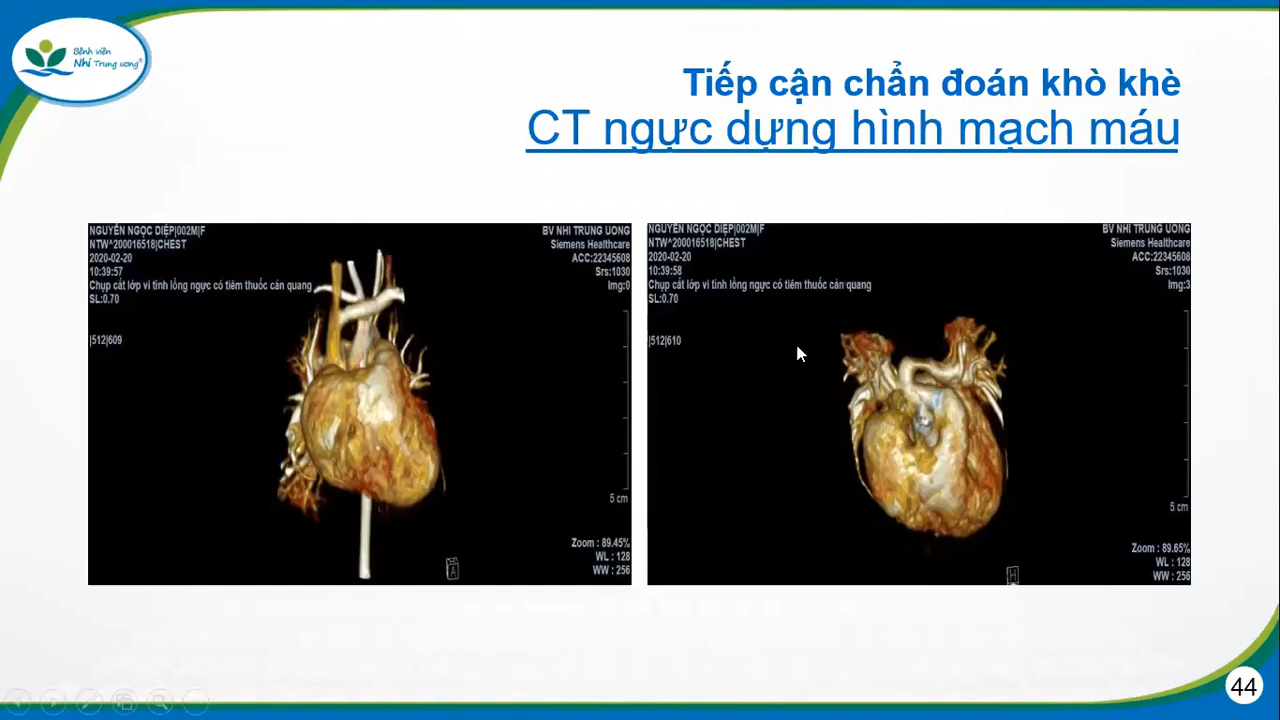 Bệnh viện
Nhi Trung ương®
Tiếp cận chẩn đoán khò khè
CT ngực dựng hình mạch máu
NGUYỄN NGỌC DIỆP|002M|F
NTW^200016518|CHEST
2020-02-20
10:39:57
Chụp cắt lớp vi tính lồng ngực có tiêm thuốc cản quang
SL:0.70
|512|609
BV NHI TRUNG UONG
Siemens Healthcare
ACC:22345608
Srs:1030
Img:0
5 cm
Zoom : 89.45%
WL : 128
WW : 256
A
NGUYỄN NGỌC DIỆP|002M|F
NTW^200016518|CHEST
2020-02-20
10:39:58
Chụp cắt lớp vi tính lồng ngực có tiêm thuốc cản quang
SL:0.70
|512|610
BV NHI TRUNG UONG
Siemens Healthcare
ACC:22345608
Srs:1030
Img:3
5 cm
Zoom : 89.65%
WL : 128
WW : 256
H
44